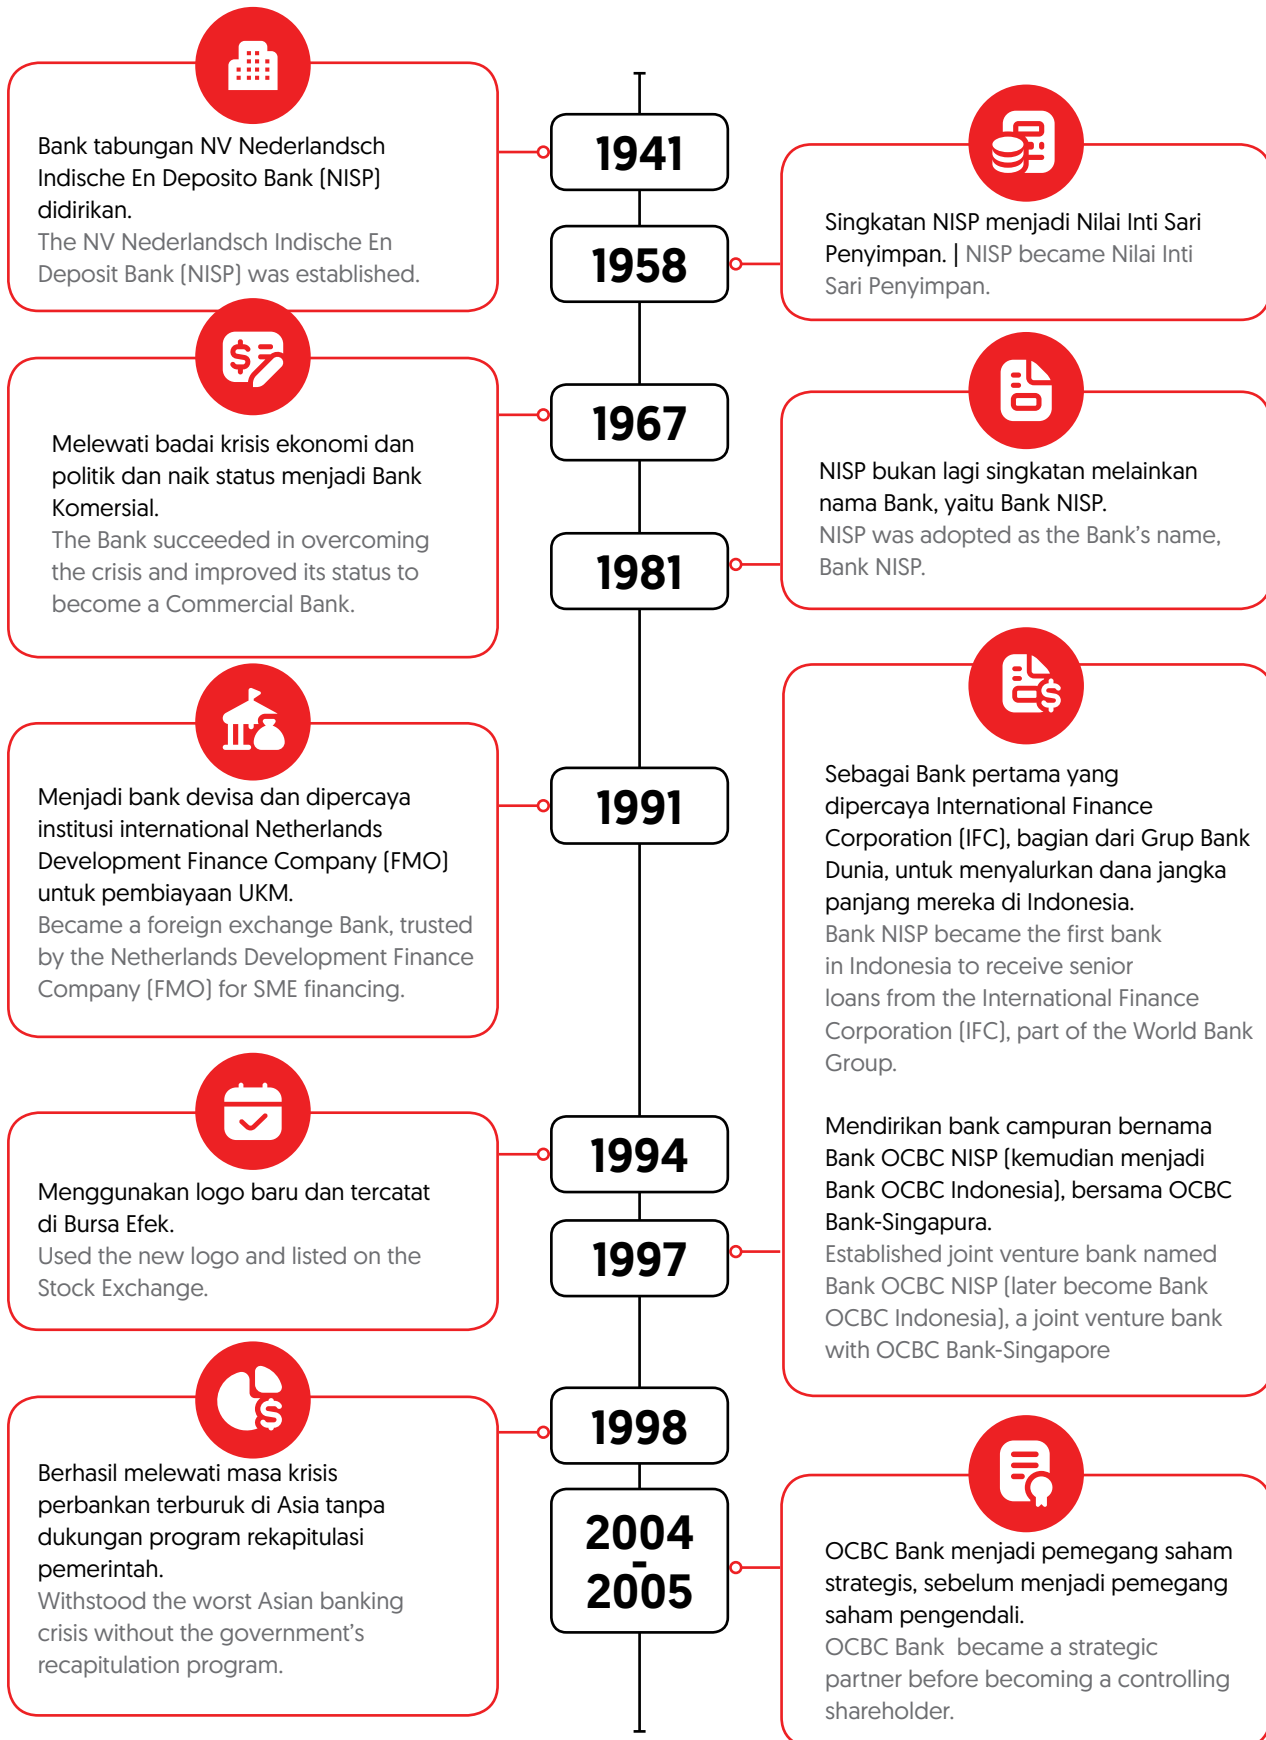 1941
Bank tabungan NV Nederlandsch
Indische En Deposito Bank (NISP)
didirikan.
The NV Nederlandsch Indische En
Deposit Bank (NISP) was established.
1958
Singkatan NISP menjadi Nilai Inti Sari
Penyimpan. | NISP became Nilai Inti
Sari Penyimpan.
1967
Melewati badai krisis ekonomi dan
politik dan naik status menjadi Bank
Komersial.
The Bank succeeded in overcoming
the crisis and improved its status to
become a Commercial Bank.
1981
NISP bukan lagi singkatan melainkan
nama Bank, yaitu Bank NISP.
NISP was adopted as the Bank’s name,
Bank NISP.
1991
Menjadi bank devisa dan dipercaya
institusi international Netherlands
Development Finance Company (FMO)
untuk pembiayaan UKM.
Became a foreign exchange Bank, trusted
by the Netherlands Development Finance
Company (FMO) for SME financing.
1994
Menggunakan logo baru dan tercatat
di Bursa Efek.
Used the new logo and listed on the
Stock Exchange.
1997
Sebagai Bank pertama yang
dipercaya International Finance
Corporation (IFC), bagian dari Grup Bank
Dunia, untuk menyalurkan dana jangka
panjang mereka di Indonesia.
Bank NISP became the first bank
in Indonesia to receive senior
loans from the International Finance
Corporation (IFC), part of the World Bank
Group.
Mendirikan bank campuran bernama
Bank OCBC NISP (kemudian menjadi
Bank OCBC Indonesia), bersama OCBC
Bank-Singapura.
Established joint venture bank named
Bank OCBC NISP (later become Bank
OCBC Indonesia), a joint venture bank
with OCBC Bank-Singapore
1998
Berhasil melewati masa krisis
perbankan terburuk di Asia tanpa
dukungan program rekapitulasi
pemerintah.
Withstood the worst Asian banking
crisis without the government’s
recapitulation program.
2004
-
2005
OCBC Bank menjadi pemegang saham
strategis, sebelum menjadi pemegang
saham pengendali.
OCBC Bank became a strategic
partner before becoming a controlling
shareholder.